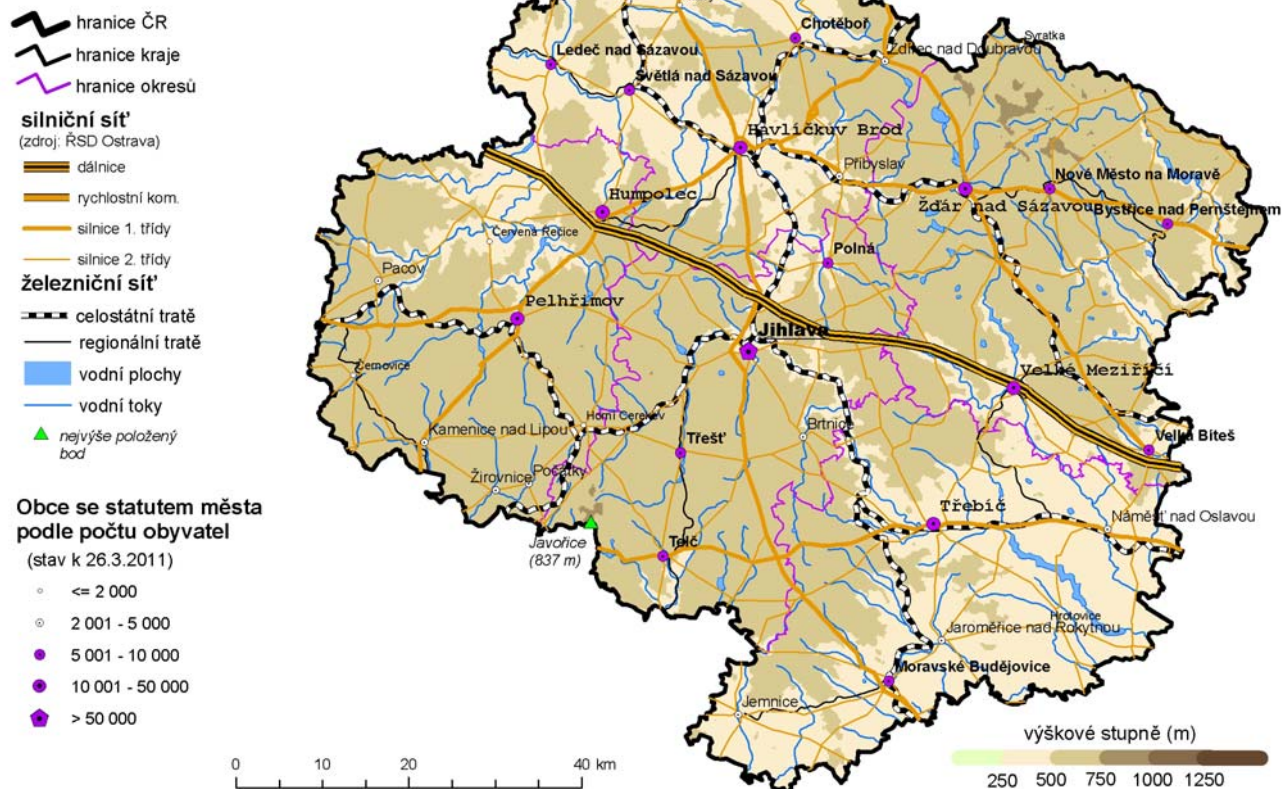 hranice ČR
hranice kraje
hranice okresů
silniční síť
(zdroj: ŘSD Ostrava)
dálnice
rychlostní kom.
silnice 1. třídy
silnice 2. třídy
železniční síť
celostátní tratě
regionální tratě
vodní plochy
vodní toky
nejvýše položený
bod
Obce se statutem města
podle počtu obyvatel
(stav k 26.3.2011)
<= 2 000
2 001 - 5 000
5 001 - 10 000
10 001 - 50 000
> 50 000
Chotěboř
Ždírec nad Doubravou
Svratka
Ledeč nad Sázavou
Světlá nad Sázavou
Havlíčkuv Brod
Přibyslav
Nové Město na Moravě
Humpolec
Žďár nad Sázavou
Bystřice nad Pernštejnem
Červená Řečice
Polná
Pacov
Pelhřimov
Jihlava
Černovice
Velké Meziříčí
Horní Cerekev
Kamenice nad Lipou
Třešť
Brtnice
Velká Bíteš
Počátky
Žirovnice
Třebíč
Náměšť nad Oslavou
Javořice
(837 m)
Telč
Hrotovice
Jaroměřice nad Rokytnou
Moravské Budějovice
Jemnice
0 10 20 40 km
výškové stupně (m)
250 500 750 1000 1250